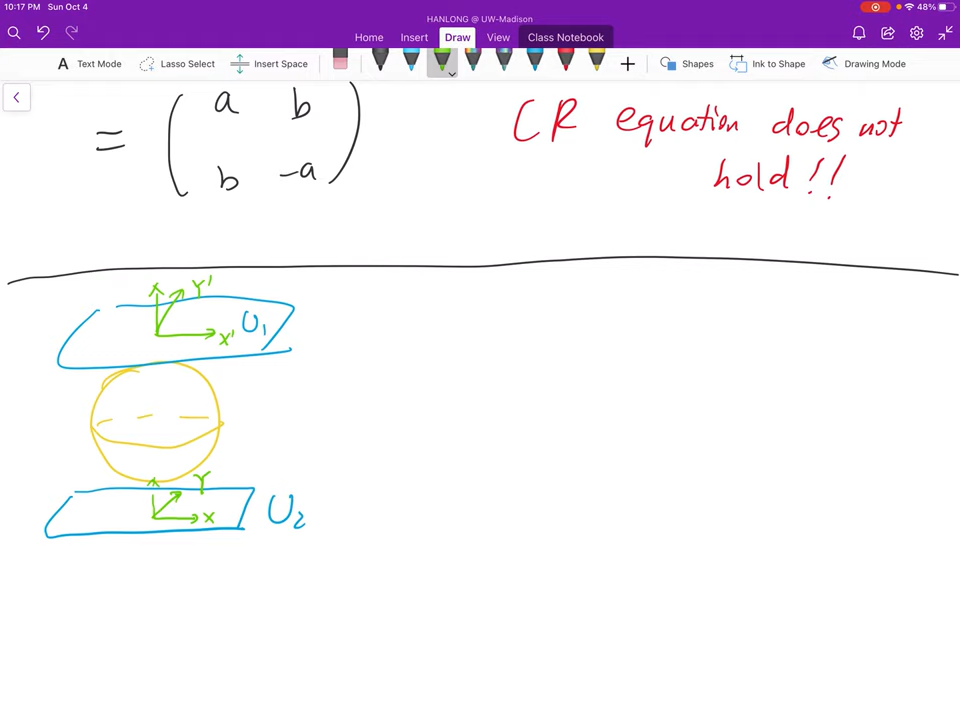 10:17 PM Sun Oct 4
48%
HANLONG @ UW-Madison
Home Insert Draw View Class Notebook
A Text Mode Lasso Select Insert Space Shapes Ink to Shape Drawing Mode
= ( a b
b -a )
CR equation does not
hold!!
Y'
X'
U₁
Y
X
U₂